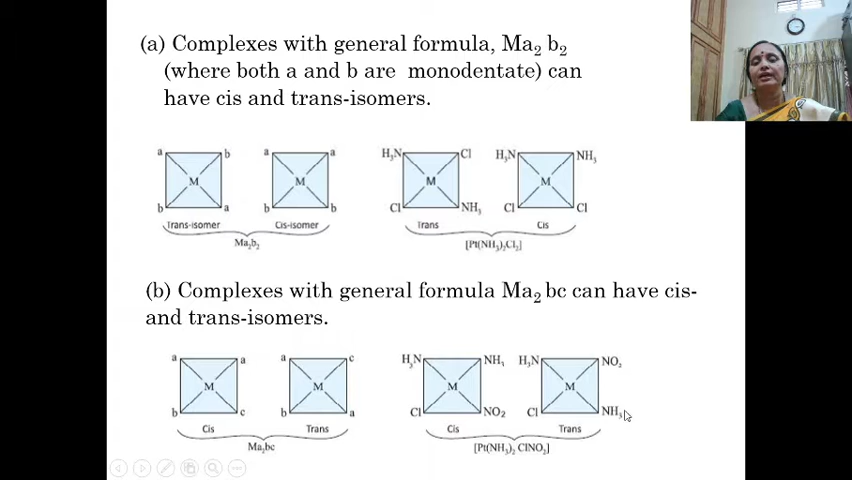 (a) Complexes with general formula, Ma₂ b₂
(where both a and b are monodentate) can
have cis and trans-isomers.
a b a a H₃N Cl H₃N NH₃
M M M M
b a b b Cl NH₃ Cl Cl
Trans-isomer Cis-isomer Trans Cis
Ma₂b₂ [Pt(NH₃)₂Cl₂]
(b) Complexes with general formula Ma₂ bc can have cis-
and trans-isomers.
a a a c H₃N NH₃ H₃N NO₂
M M M M
b c b a Cl NO2 Cl NH₃
Cis Trans Cis Trans
Ma₂bc [Pt(NH₃)₂ ClNO₂]